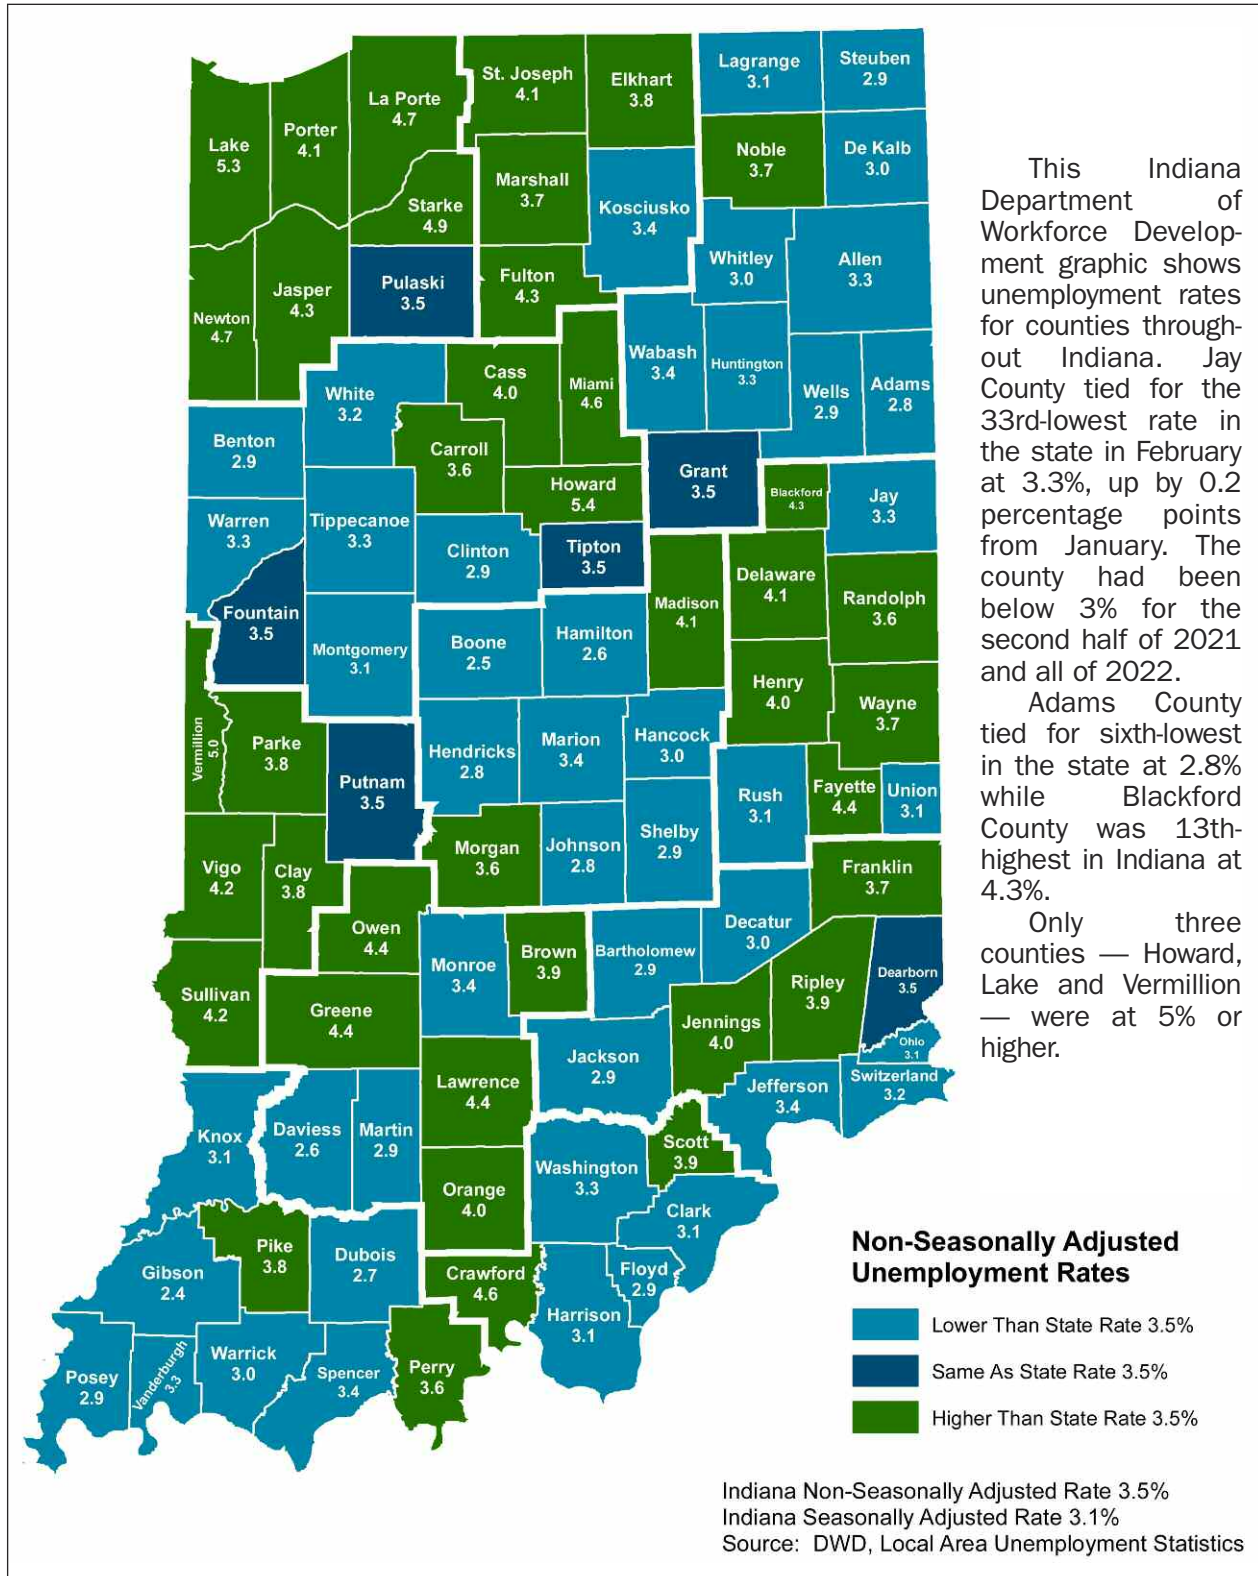 Lake
5.3
Porter
4.1
La Porte
4.7
St. Joseph
4.1
Elkhart
3.8
Lagrange
3.1
Steuben
2.9
Noble
3.7
De Kalb
3.0
Starke
4.9
Marshall
3.7
Kosciusko
3.4
Whitley
3.0
Allen
3.3
Newton
4.7
Jasper
4.3
Pulaski
3.5
Fulton
4.3
White
3.2
Cass
4.0
Miami
4.6
Wabash
3.4
Huntington
3.3
Wells
2.9
Adams
2.8
Benton
2.9
Carroll
3.6
Howard
5.4
Grant
3.5
Blackford
4.3
Jay
3.3
Warren
3.3
Tippecanoe
3.3
Clinton
2.9
Tipton
3.5
Fountain
3.5
Montgomery
3.1
Boone
2.5
Hamilton
2.6
Madison
4.1
Delaware
4.1
Randolph
3.6
Henry
4.0
Wayne
3.7
Vermillion
5.0
Parke
3.8
Putnam
3.5
Hendricks
2.8
Marion
3.4
Hancock
3.0
Rush
3.1
Fayette
4.4
Union
3.1
Vigo
4.2
Clay
3.8
Morgan
3.6
Johnson
2.8
Shelby
2.9
Franklin
3.7
Owen
4.4
Monroe
3.4
Brown
3.9
Bartholomew
2.9
Decatur
3.0
Sullivan
4.2
Greene
4.4
Ripley
3.9
Dearborn
3.5
Jennings
4.0
Jackson
2.9
Ohio
3.1
Switzerland
3.2
Jefferson
3.4
Lawrence
4.4
Knox
3.1
Daviess
2.6
Martin
2.9
Orange
4.0
Washington
3.3
Scott
3.9
Clark
3.1
Gibson
2.4
Pike
3.8
Dubois
2.7
Crawford
4.6
Floyd
2.9
Harrison
3.1
Posey
2.9
Vanderburgh
3.3
Warrick
3.0
Spencer
3.4
Perry
3.6
This Indiana
Department of
Workforce Develop-
ment graphic shows
unemployment rates
for counties through-
out Indiana. Jay
County tied for the
33rd-lowest rate in
the state in February
at 3.3%, up by 0.2
percentage points
from January. The
county had been
below 3% for the
second half of 2021
and all of 2022.
Adams County
tied for sixth-lowest
in the state at 2.8%
while Blackford
County was 13th-
highest in Indiana at
4.3%.
Only three
counties — Howard,
Lake and Vermillion
— were at 5% or
higher.
Non-Seasonally Adjusted
Unemployment Rates
Lower Than State Rate 3.5%
Same As State Rate 3.5%
Higher Than State Rate 3.5%
Indiana Non-Seasonally Adjusted Rate 3.5%
Indiana Seasonally Adjusted Rate 3.1%
Source: DWD, Local Area Unemployment Statistics